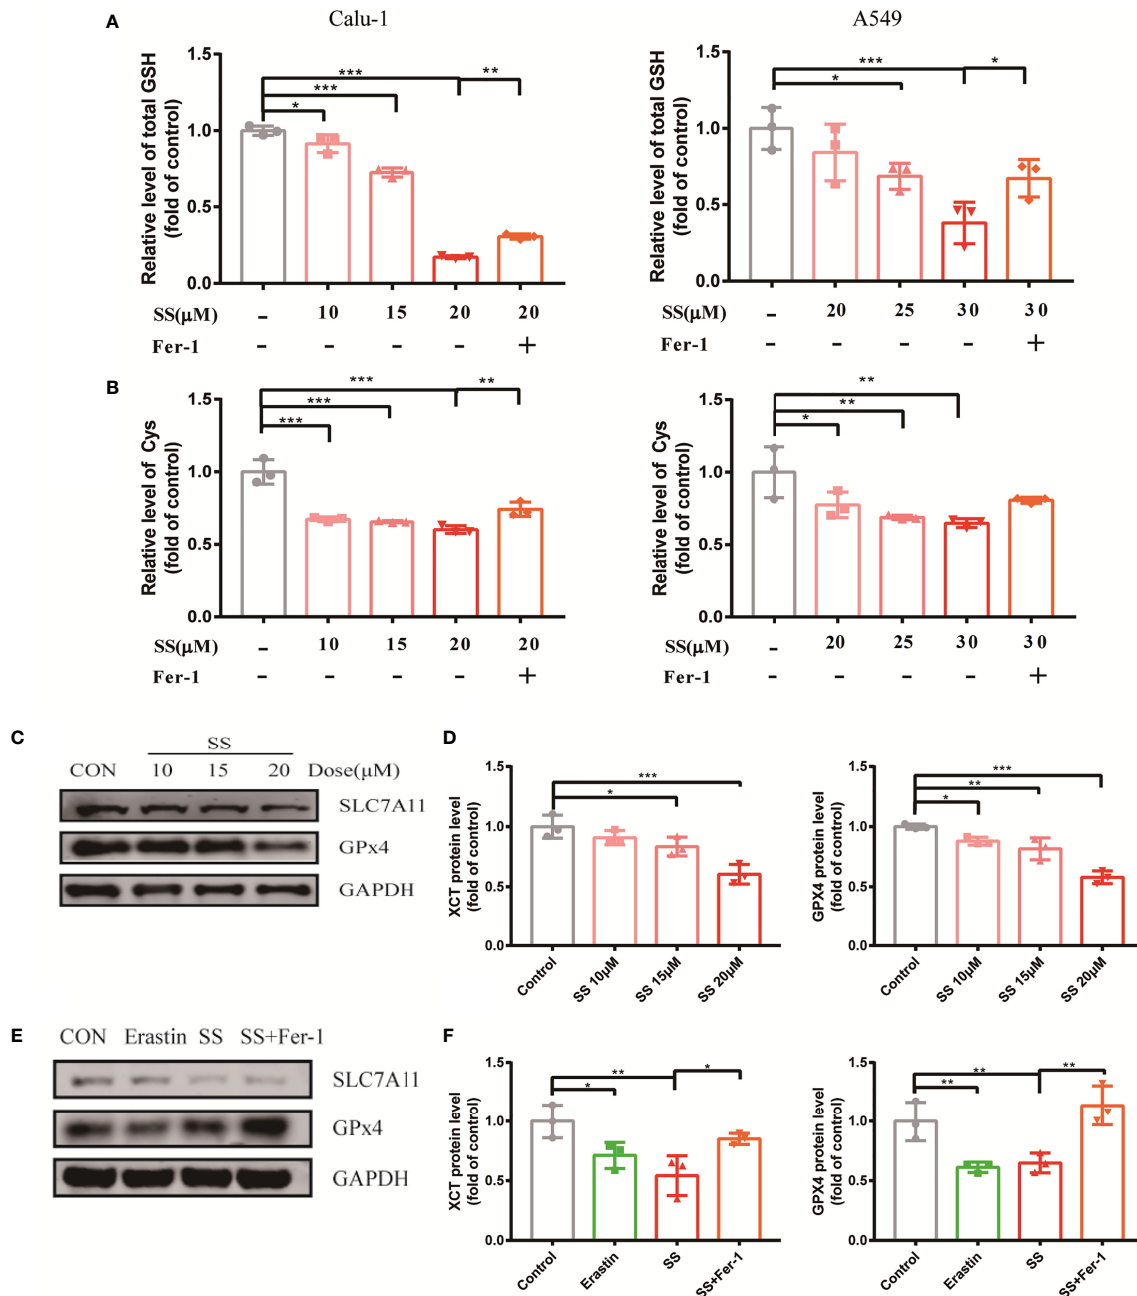 A
Calu-1
A549
Relative level of total GSH
(fold of control)
1.5
1.0
0.5
0.0
***
**
***
*
SS(μM)
-
10
15
20
20
Fer-1
-
-
-
-
+
Relative level of total GSH
(fold of control)
1.5
1.0
0.5
0.0
***
*
*
SS(μM)
-
20
25
30
30
Fer-1
-
-
-
-
+
B
Relative level of Cys
(fold of control)
1.5
1.0
0.5
0.0
***
**
***
***
SS(μM)
-
10
15
20
20
Fer-1
-
-
-
-
+
Relative level of Cys
(fold of control)
1.5
1.0
0.5
0.0
**
**
*
SS(μM)
-
20
25
30
30
Fer-1
-
-
-
-
+
C
SS
CON 10 15 20 Dose(μM)
SLC7A11
GPx4
GAPDH
D
XCT protein level
(fold of control)
1.5
1.0
0.5
0.0
***
*
Control
SS 10μM
SS 15μM
SS 20μM
GPX4 protein level
(fold of control)
1.5
1.0
0.5
0.0
***
**
*
Control
SS 10μM
SS 15μM
SS 20μM
E
CON Erastin SS SS+Fer-1
SLC7A11
GPx4
GAPDH
F
XCT protein level
(fold of control)
1.5
1.0
0.5
0.0
**
*
*
Control
Erastin
SS
SS+Fer-1
GPX4 protein level
(fold of control)
1.5
1.0
0.5
0.0
**
**
**
Control
Erastin
SS
SS+Fer-1